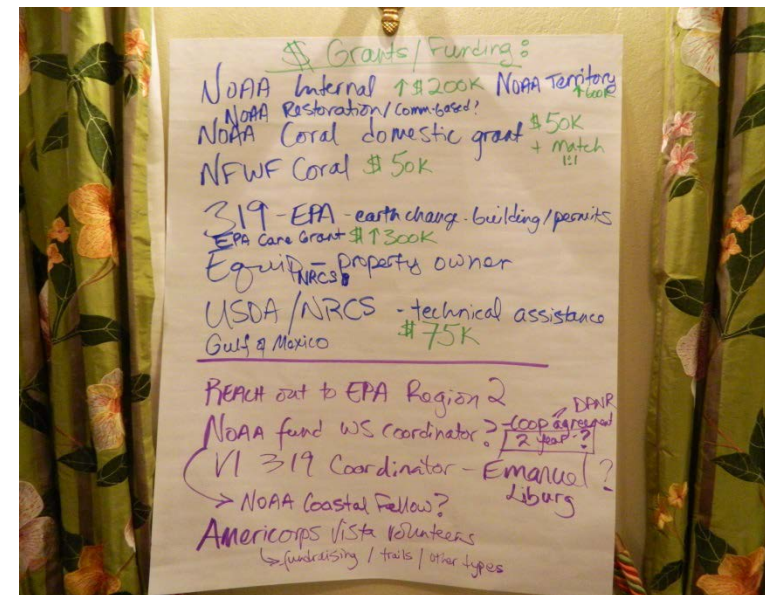 $ Grants/Funding:
NOAA Internal ↑$200K NOAA Territory
↑600K
NOAA Restoration/Comm-based?
NOAA Coral domestic grant $50K
+ match
1:1
NFWF Coral $50K
319 - EPA - earth change - building/permits
EPA Care Grant $↑300K
Equip - Property owner
NRCS
USDA/NRCS - technical assistance
Gulf of Mexico $75K
REACH out to EPA Region 2
DPNR
NOAA fund WS coordinator? - Coop agreement
2 year - ?
VI 319 Coordinator - Emanuel ?
Liburg
→ NOAA Coastal Fellow?
Americorps Vista Volunteers
↳ fundraising / trails / other types